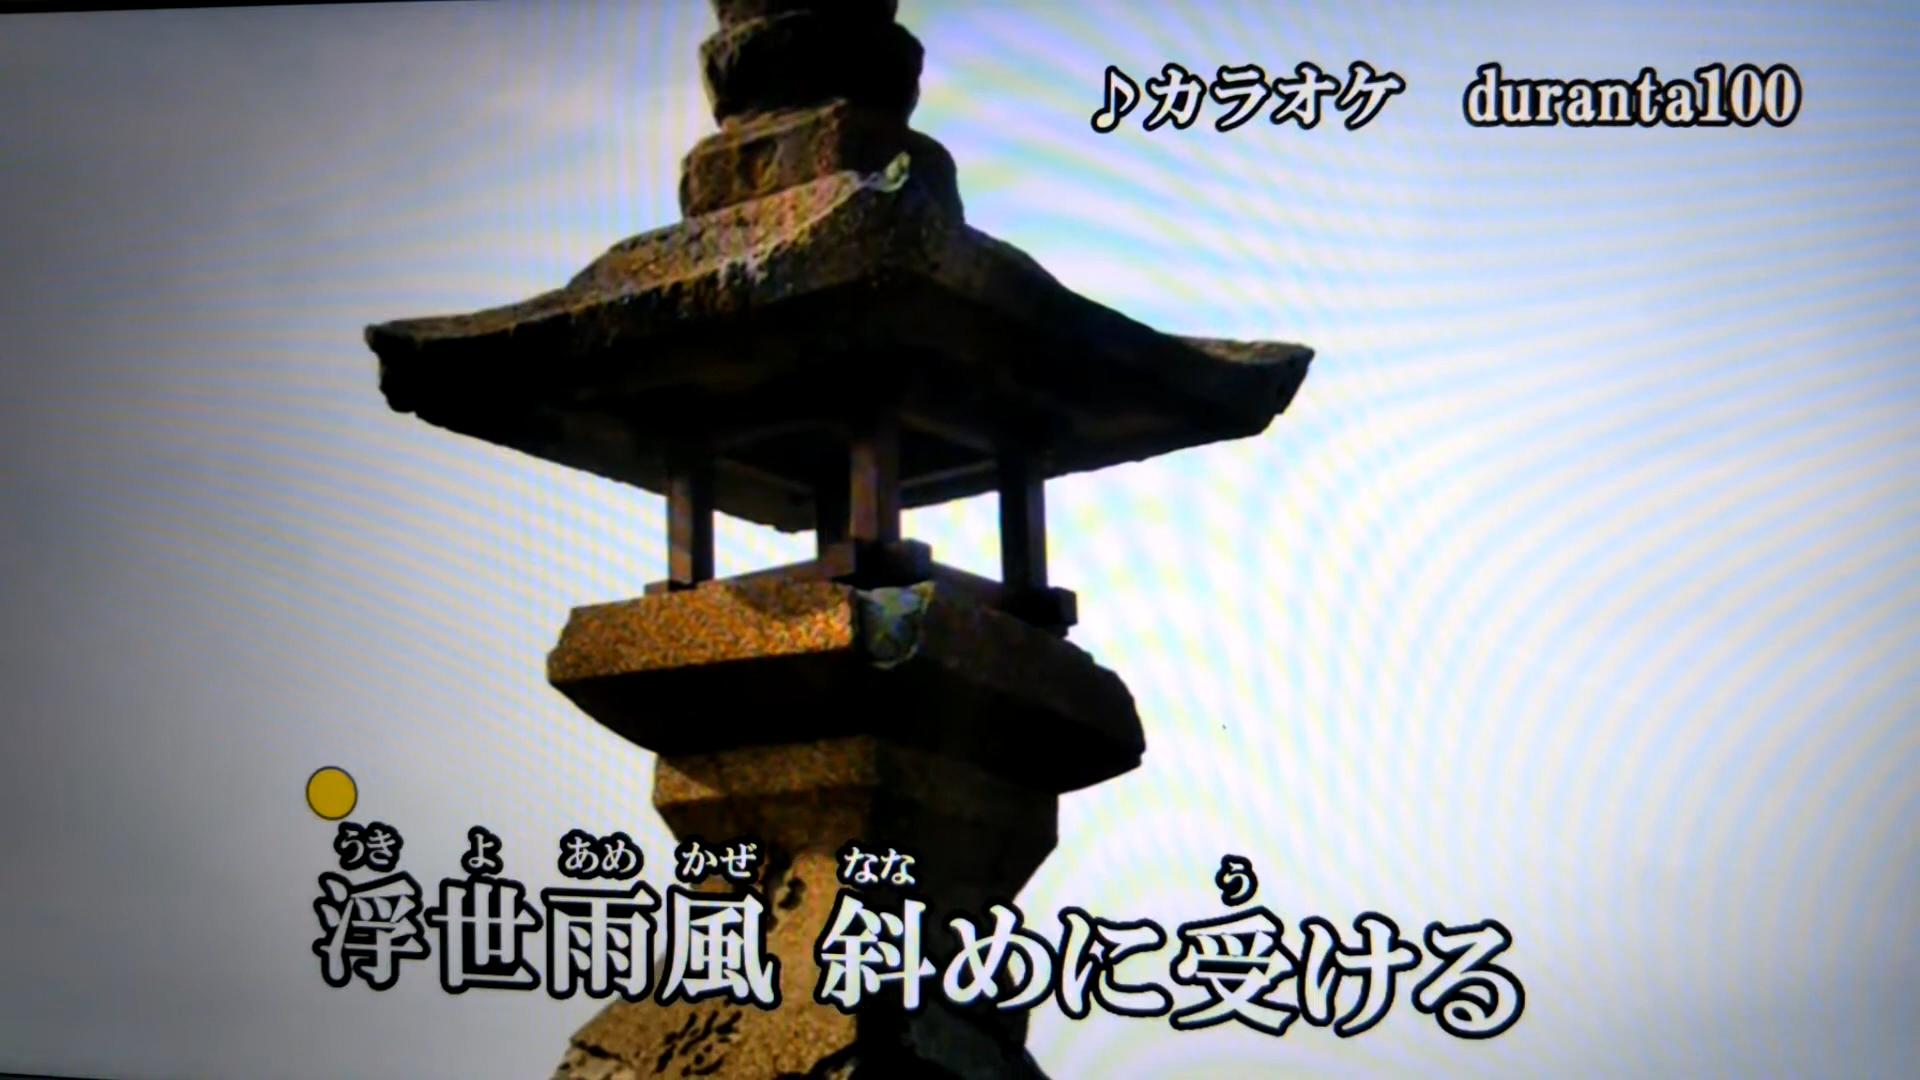 ♪カラオケ　duranta100
うき よ あめ かぜ なな う
浮世雨風 斜めに受ける